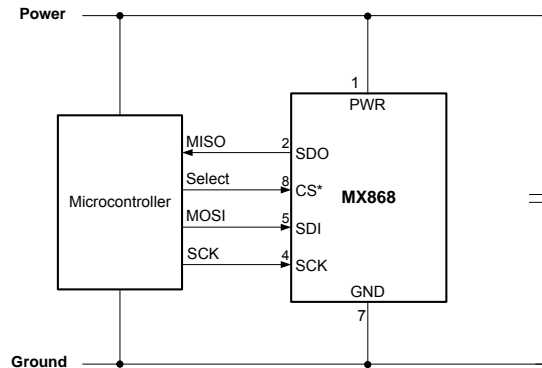 Power
1
PWR
MISO
2
SDO
Select
8
CS*
Microcontroller
MX868
MOSI
5
SDI
SCK
4
SCK
GND
7
Ground